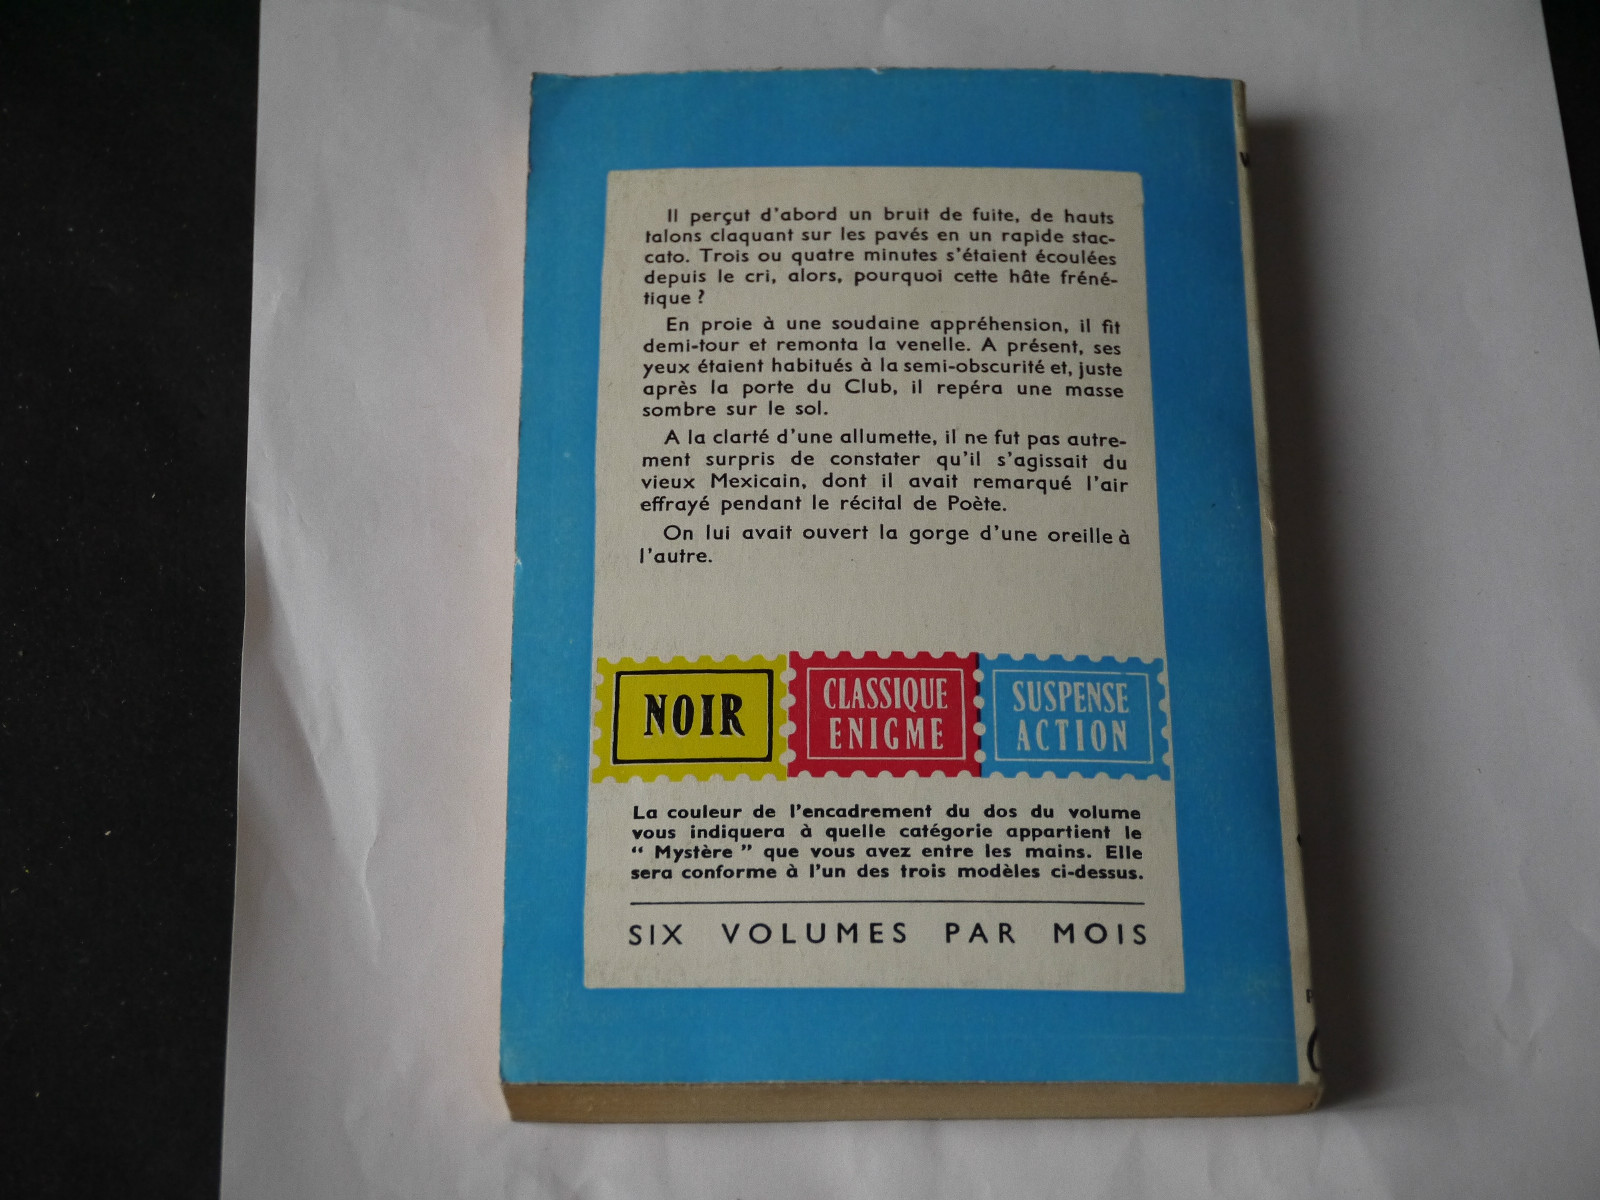 Il perçut d'abord un bruit de fuite, de hauts
talons claquant sur les pavés en un rapide stac-
cato. Trois ou quatre minutes s'étaient écoulées
depuis le cri, alors, pourquoi cette hâte fréné-
tique ?
En proie à une soudaine appréhension, il fit
demi-tour et remonta la venelle. A présent, ses
yeux étaient habitués à la semi-obscurité et, juste
après la porte du Club, il repéra une masse
sombre sur le sol.
A la clarté d'une allumette, il ne fut pas autre-
ment surpris de constater qu'il s'agissait du
vieux Mexicain, dont il avait remarqué l'air
effrayé pendant le récital de Poète.
On lui avait ouvert la gorge d'une oreille à
l'autre.
NOIR
CLASSIQUE
ENIGME
SUSPENSE
ACTION
La couleur de l'encadrement du dos du volume
vous indiquera à quelle catégorie appartient le
“ Mystère ” que vous avez entre les mains. Elle
sera conforme à l'un des trois modèles ci-dessus.
SIX VOLUMES PAR MOIS